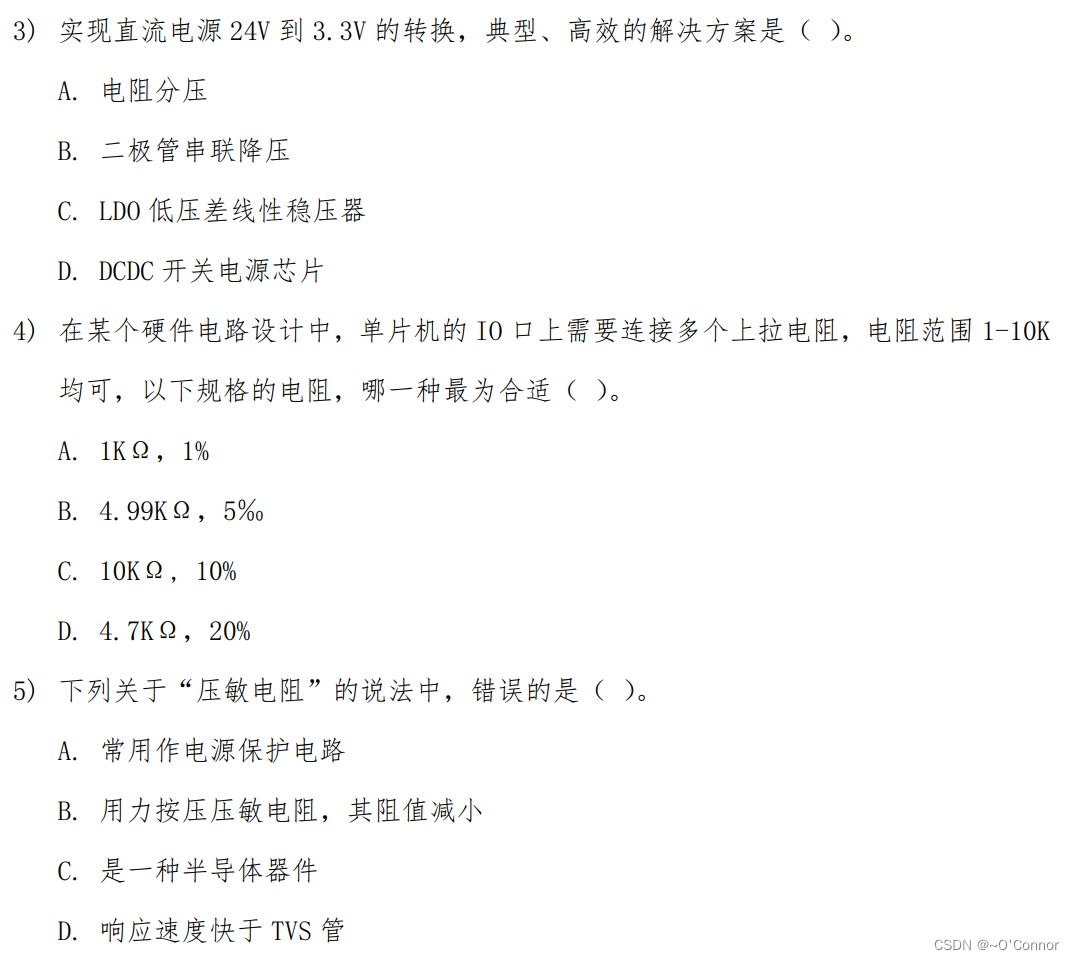 3) 实现直流电源 24V 到 3.3V 的转换，典型、高效的解决方案是（ ）。
A. 电阻分压
B. 二极管串联降压
C. LDO 低压差线性稳压器
D. DCDC 开关电源芯片
4) 在某个硬件电路设计中，单片机的 IO 口上需要连接多个上拉电阻，电阻范围 1-10K
均可，以下规格的电阻，哪一种最为合适（ ）。
A. 1KΩ，1%
B. 4.99KΩ，5‰
C. 10KΩ，10%
D. 4.7KΩ，20%
5) 下列关于“压敏电阻”的说法中，错误的是（ ）。
A. 常用作电源保护电路
B. 用力按压压敏电阻，其阻值减小
C. 是一种半导体器件
D. 响应速度快于 TVS 管
CSDN @~O'Connor